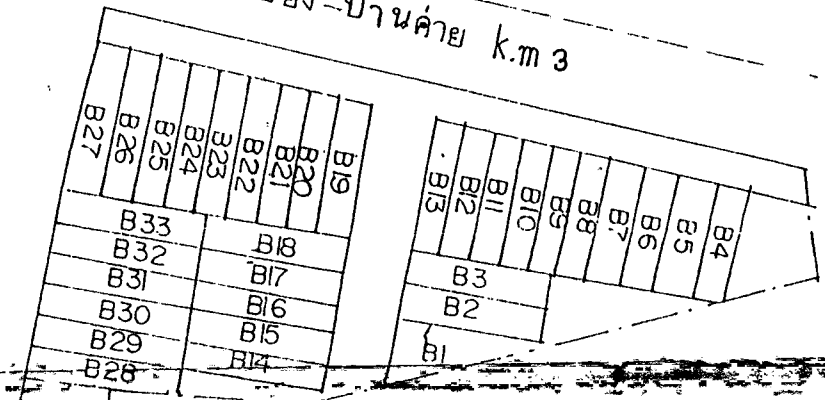 -บ้านค่าย k.m 3
B27 B26 B25 B24 B23 B22 B21 B20 B19
B13 B12 B11 B10 B9 B8 B7 B6 B5 B4
B33
B32
B31
B30
B29
B28
B18
B17
B16
B15
B14
B3
B2
B1